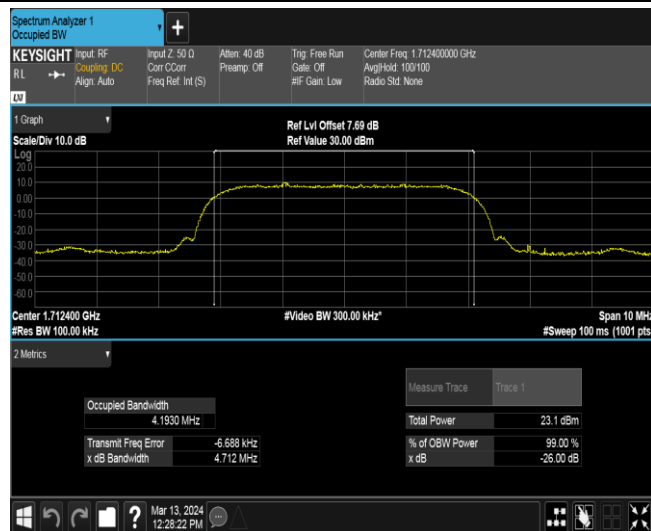 Spectrum Analyzer 1
Occupied BW
+
KEYSIGHT
RL
LXI
Input: RF
Coupling: DC
Align: Auto
Input Z: 50 Ω
Corr CCorr
Freq Ref: Int (S)
Atten: 40 dB
Preamp: Off
Trig: Free Run
Gate: Off
#IF Gain: Low
Center Freq: 1.712400000 GHz
Avg|Hold: 100/100
Radio Std: None
1 Graph
Scale/Div 10.0 dB
Ref Lvl Offset 7.69 dB
Ref Value 30.00 dBm
Log
20.0
10.0
0.00
-10.0
-20.0
-30.0
-40.0
-50.0
-60.0
Center 1.712400 GHz
#Res BW 100.00 kHz
#Video BW 300.00 kHz*
Span 10 MHz
#Sweep 100 ms (1001 pts
2 Metrics
Measure Trace Trace 1
Occupied Bandwidth
4.1930 MHz
Total Power 23.1 dBm
Transmit Freq Error -6.688 kHz
% of OBW Power 99.00 %
x dB Bandwidth 4.712 MHz
x dB -26.00 dB
?
Mar 13, 2024
12:28:22 PM